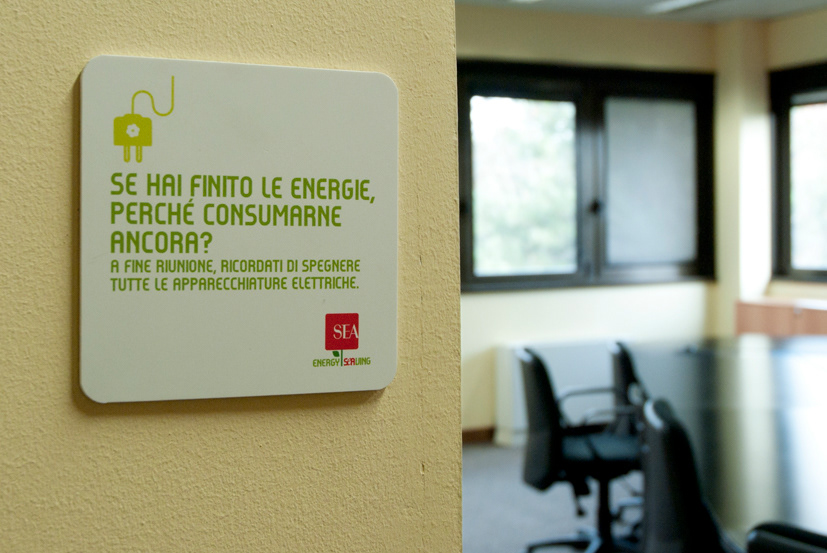 SE HAI FINITO LE ENERGIE,
PERCHÉ CONSUMARNE
ANCORA?
A FINE RIUNIONE, RICORDATI DI SPEGNERE
TUTTE LE APPARECCHIATURE ELETTRICHE.
SEA
ENERGY SEAVING